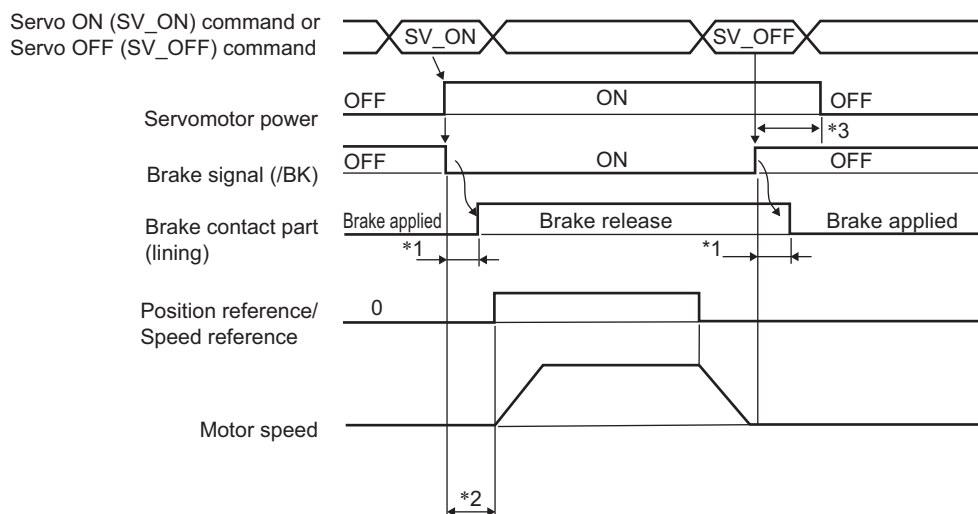 Servo ON (SV_ON) command or
Servo OFF (SV_OFF) command
SV_ON
SV_OFF
Servomotor power
OFF
ON
OFF
*3
Brake signal (/BK)
OFF
ON
OFF
Brake contact part
(lining)
Brake applied
Brake release
Brake applied
*1
*1
Position reference/
Speed reference
0
Motor speed
*2